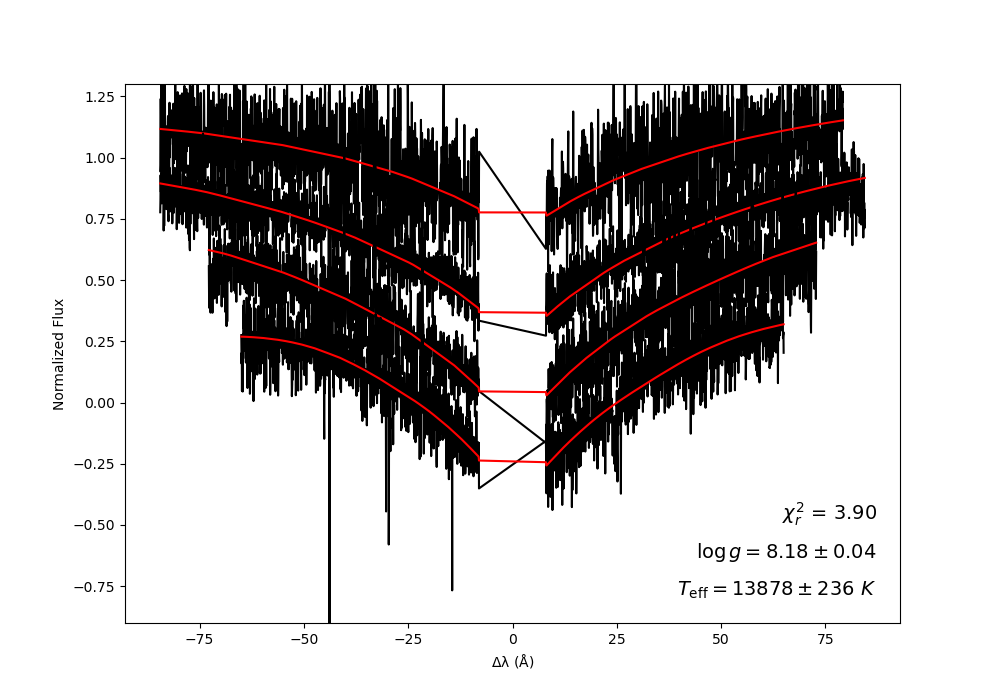 1.25
1.00
0.75
0.50
0.25
0.00
−0.25
−0.50
−0.75
Normalized Flux
χ²ᵣ = 3.90
log g = 8.18 ± 0.04
T_eff = 13878 ± 236 K
−75 −50 −25 0 25 50 75
Δλ (Å)